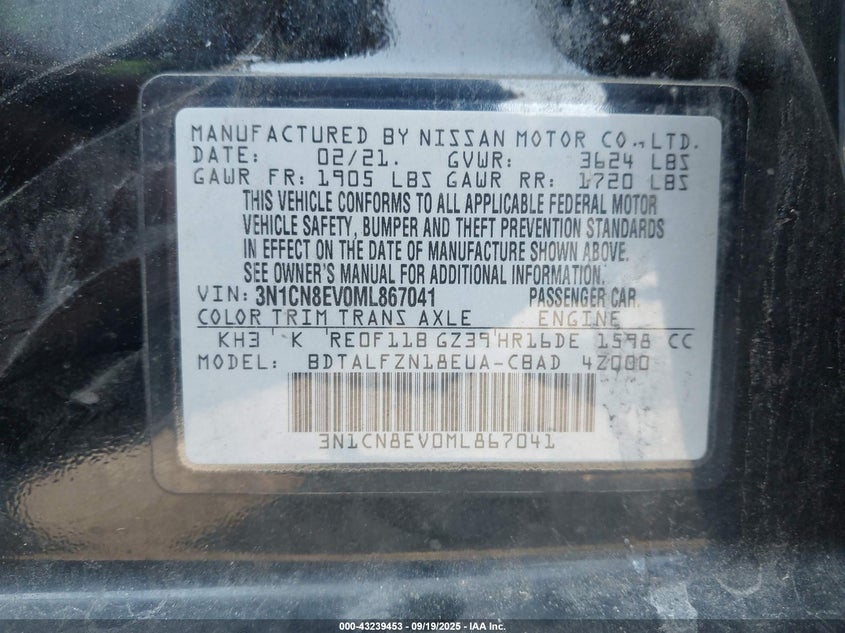 MANUFACTURED BY NISSAN MOTOR CO., LTD.
DATE: 02/21. GVWR: 3624 LBS
GAWR FR: 1905 LBS GAWR RR: 1720 LBS
THIS VEHICLE CONFORMS TO ALL APPLICABLE FEDERAL MOTOR
VEHICLE SAFETY, BUMPER AND THEFT PREVENTION STANDARDS
IN EFFECT ON THE DATE OF MANUFACTURE SHOWN ABOVE.
SEE OWNER'S MANUAL FOR ADDITIONAL INFORMATION.
VIN: 3N1CN8EV0ML867041 PASSENGER CAR
COLOR TRIM TRANS AXLE ENGINE
KH3 K RE0F11B GZ39 HR16DE 1598 CC
MODEL: BDTALFZN18EUA-CBAD 4Z000
3N1CN8EV0ML867041
000-43239453 - 09/19/2025 - IAA Inc.